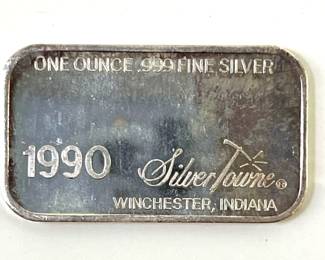 ONE OUNCE .999 FINE SILVER
1990 SilverTowne ®
WINCHESTER, INDIANA